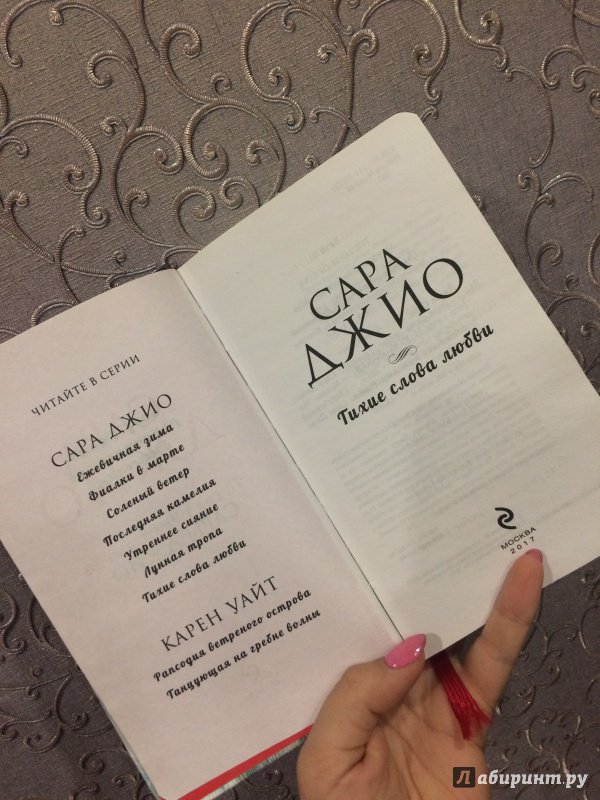 ЧИТАЙТЕ В СЕРИИ
САРА ДЖИО
Ежевичная зима
Фиалки в марте
Соленый ветер
Последняя камелия
Утреннее сияние
Лунная тропа
Тихие слова любви
КАРЕН УАЙТ
Рапсодия ветреного острова
Танцующая на гребне волны
САРА
ДЖИО
Тихие слова любви
МОСКВА
2017
Лабиринт.ру